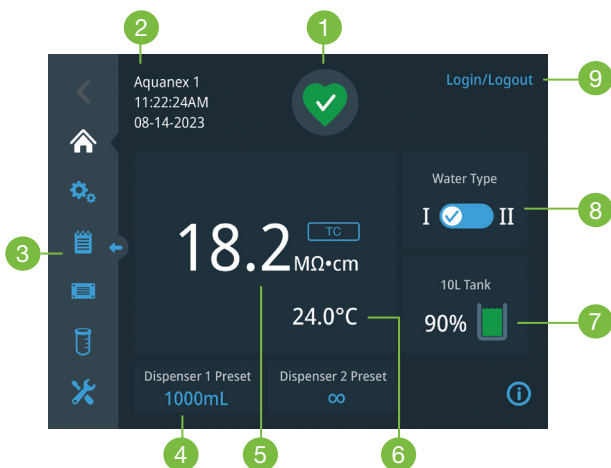 2
1
Aquanex 1
11:22:24AM
08-14-2023
Login/Logout
9
Water Type
I II
8
3
TC
18.2 MΩ•cm
10L Tank
24.0°C
90%
7
Dispenser 1 Preset
1000mL
Dispenser 2 Preset
∞
4
5
6